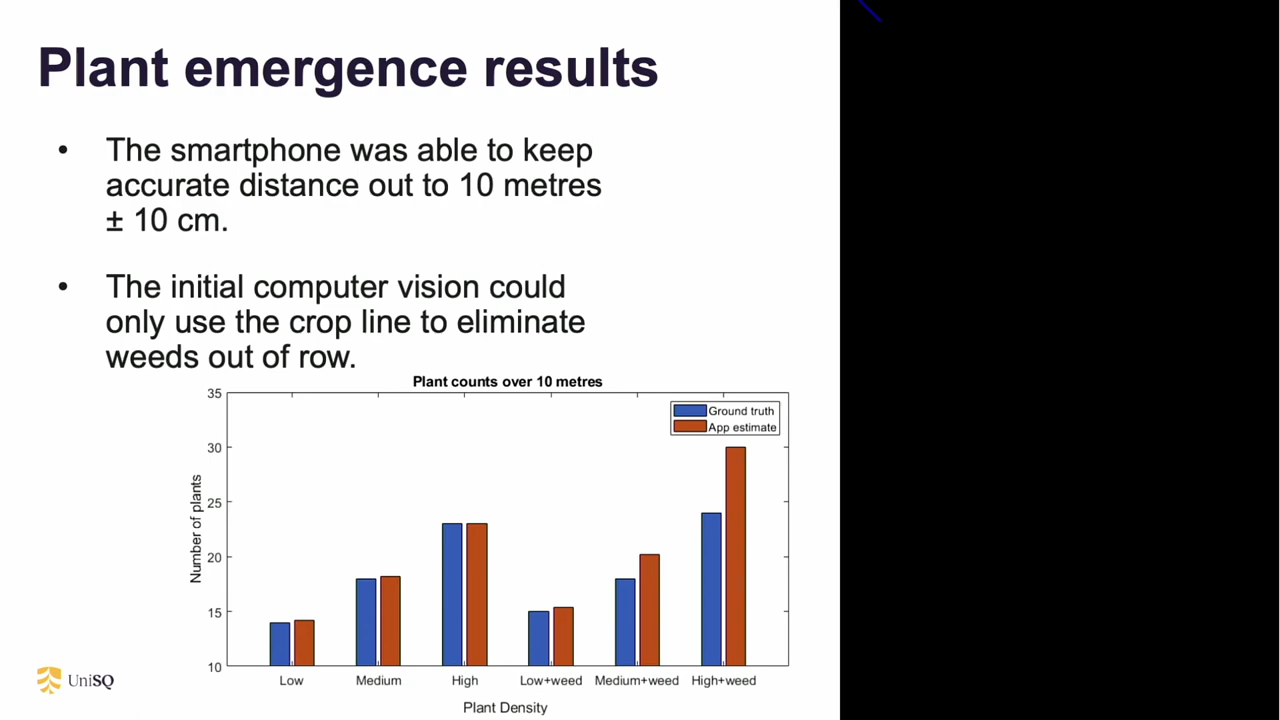 Plant emergence results
• The smartphone was able to keep
accurate distance out to 10 metres
± 10 cm.
• The initial computer vision could
only use the crop line to eliminate
weeds out of row.
Plant counts over 10 metres
35
30
25
20
15
10
Number of plants
Ground truth
App estimate
Low
Medium
High
Low+weed
Medium+weed
High+weed
Plant Density
UniSQ